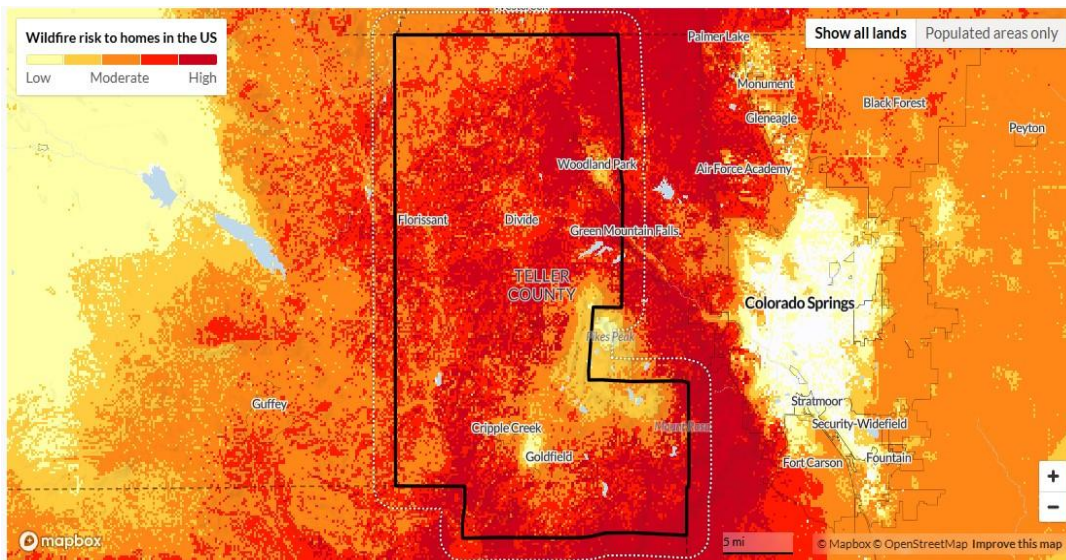 Wildfire risk to homes in the US
Low Moderate High
Show all lands Populated areas only
Palmer Lake
Monument
Black Forest
Gleneagle
Peyton
Woodland Park
Air Force Academy
Florissant
Divide
Green Mountain Falls
TELLER
COUNTY
Colorado Springs
Pikes Peak
Guffey
Stratmoor
Cripple Creek
Mount Rosa
Security-Widefield
Goldfield
Fort Carson
Fountain
+
−
mapbox
5 mi
© Mapbox © OpenStreetMap Improve this map